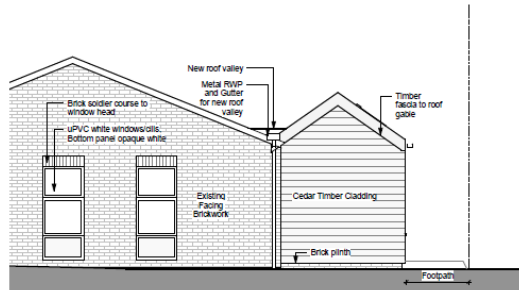 New roof valley
Metal RWP
and Gutter
for new roof
valley
Timber
fascia to roof
gable
Brick soldier course to
window head
uPVC white windows/cills.
Bottom panel opaque white
Existing
Facing
Brickwork
Cedar Timber Cladding
Brick plinth
Footpath